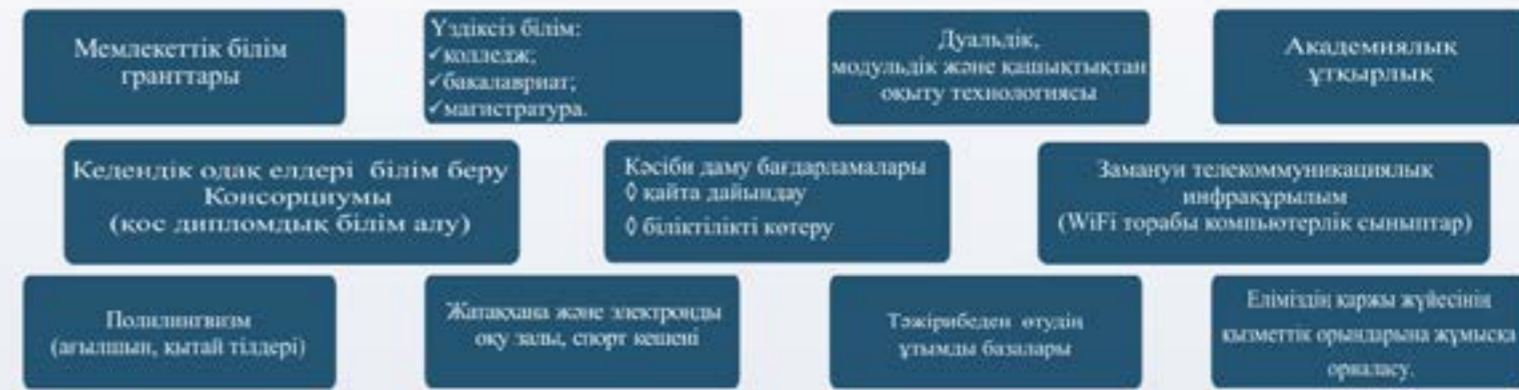 Мемлекеттік білім
гранттары
Үздіксіз білім:
✓колледж;
✓бакалавриат;
✓магистратура.
Дуальдік,
модульдік және қашықтықтан
оқыту технологиясы
Академиялық
ұтқырлық
Кедендік одақ елдері білім беру
Консорциумы
(қос дипломдық білім алу)
Кәсіби даму бағдарламалары
◊ қайта дайындау
◊ біліктілікті көтеру
Замануи телекоммуникациялық
инфрақұрылым
(WiFi торабы компьютерлік сыныптар)
Полилингвизм
(ағылшын, қытай тілдері)
Жатақхана және электронды
оқу залы, спорт кешені
Тәжірибеден өтудің
ұтымды базалары
Еліміздің қаржы жүйесінің
қызметтік орындарына жұмысқа
орналасу.